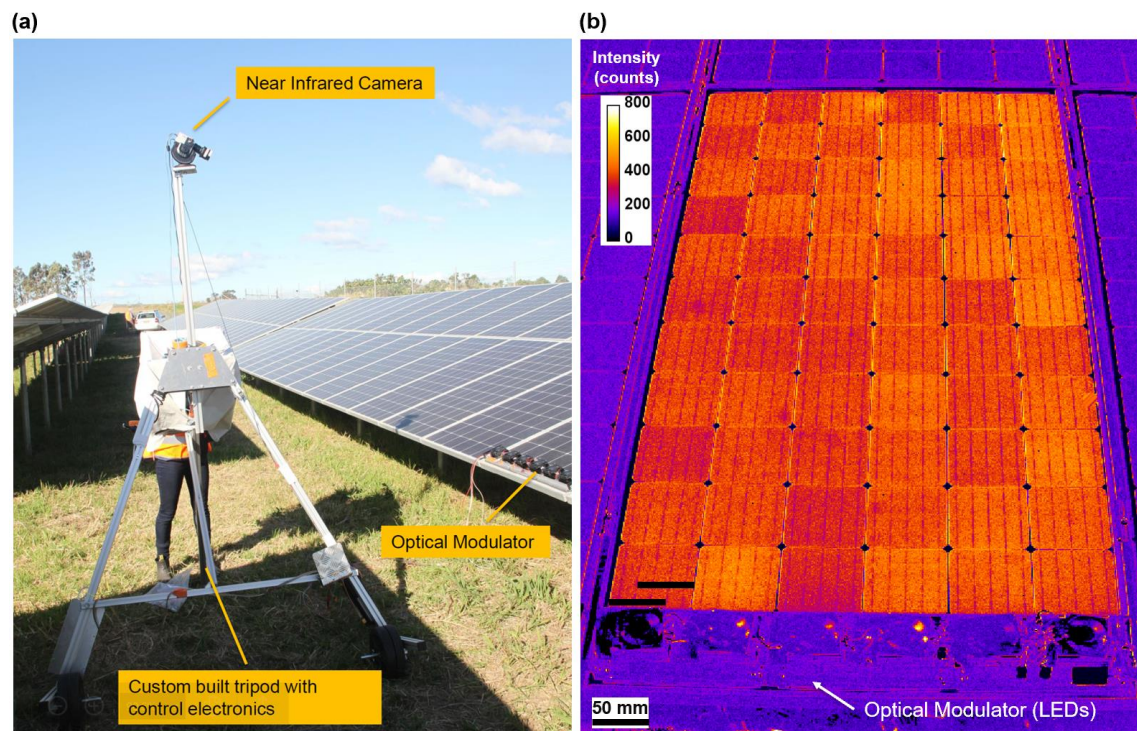 (a)
Near Infrared Camera
Optical Modulator
Custom built tripod with
control electronics
(b)
Intensity
(counts)
800
600
400
200
0
50 mm
Optical Modulator (LEDs)